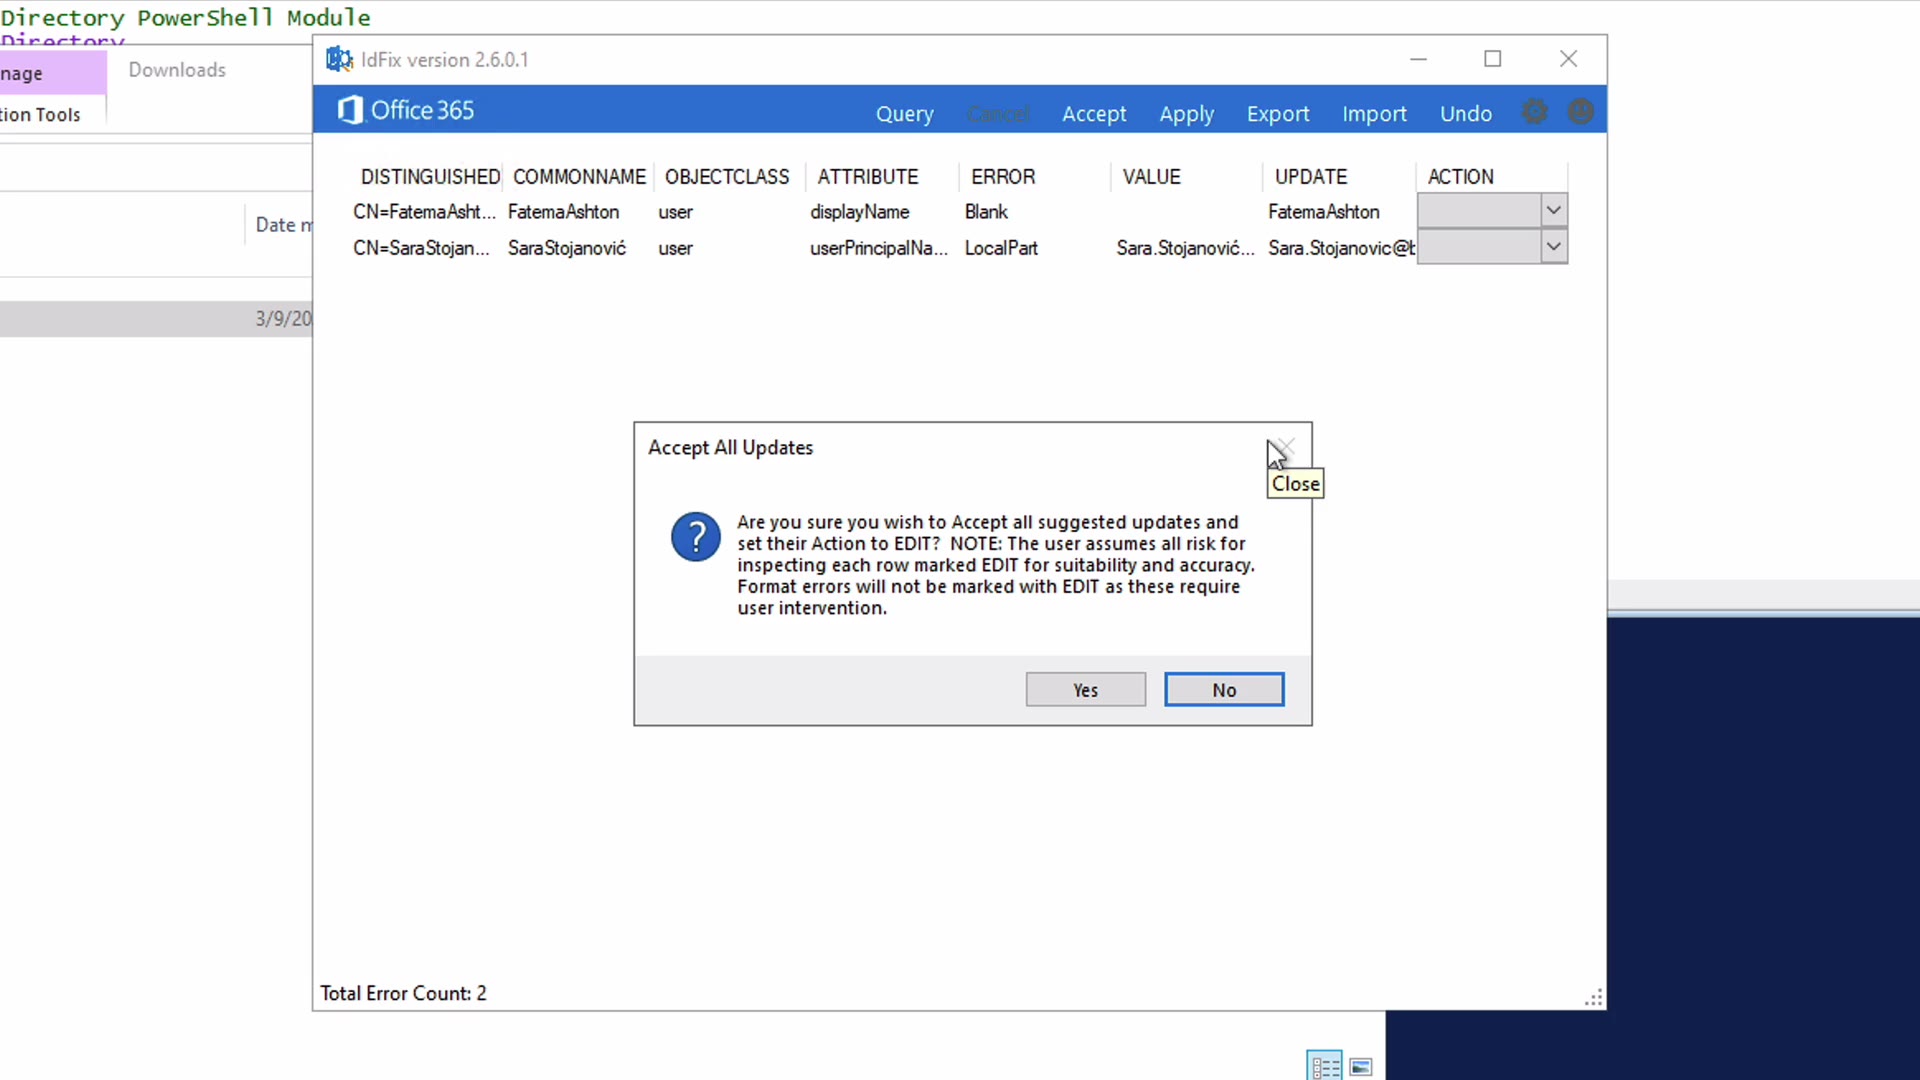 Directory PowerShell Module
Directory
nage
Downloads
tion Tools
Date m
3/9/20
IdFix version 2.6.0.1
Office 365
Query Cancel Accept Apply Export Import Undo
DISTINGUISHED COMMONNAME OBJECTCLASS ATTRIBUTE ERROR VALUE UPDATE ACTION
CN=FatemaAsht... FatemaAshton user displayName Blank FatemaAshton
CN=SaraStojan... SaraStojanović user userPrincipalNa... LocalPart Sara.Stojanović... Sara.Stojanovic@b
Accept All Updates
Close
Are you sure you wish to Accept all suggested updates and
set their Action to EDIT? NOTE: The user assumes all risk for
inspecting each row marked EDIT for suitability and accuracy.
Format errors will not be marked with EDIT as these require
user intervention.
Yes No
Total Error Count: 2